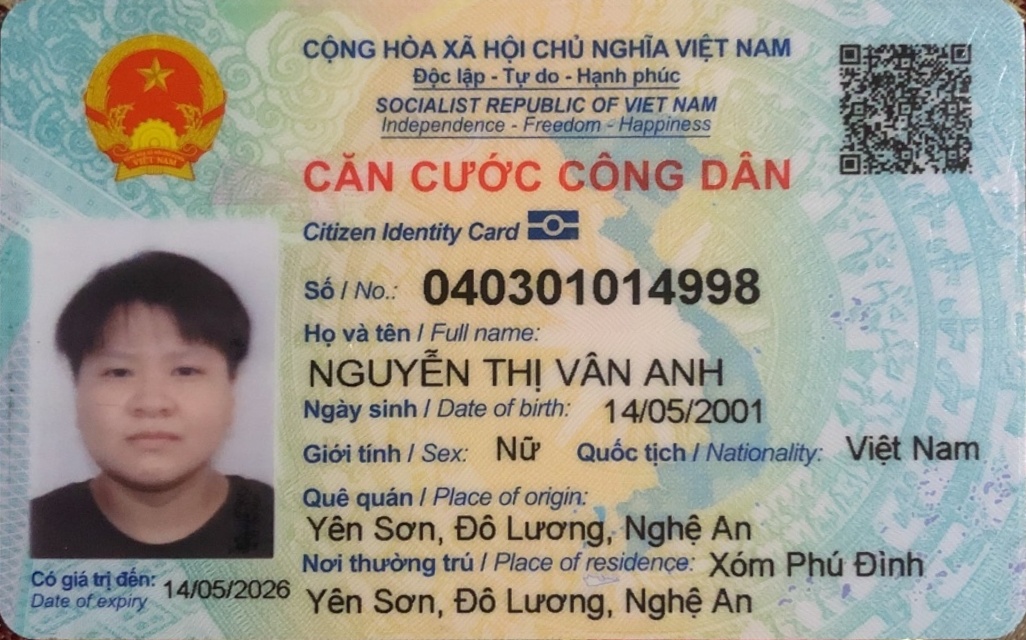 CỘNG HÒA XÃ HỘI CHỦ NGHĨA VIỆT NAM
Độc lập - Tự do - Hạnh phúc
SOCIALIST REPUBLIC OF VIET NAM
Independence - Freedom - Happiness
CĂN CƯỚC CÔNG DÂN
Citizen Identity Card
Số / No.: 040301014998
Họ và tên / Full name:
NGUYỄN THỊ VÂN ANH
Ngày sinh / Date of birth: 14/05/2001
Giới tính / Sex: Nữ Quốc tịch / Nationality: Việt Nam
Quê quán / Place of origin:
Yên Sơn, Đô Lương, Nghệ An
Nơi thường trú / Place of residence: Xóm Phú Đình
Yên Sơn, Đô Lương, Nghệ An
Có giá trị đến: 14/05/2026
Date of expiry
VIỆT NAM